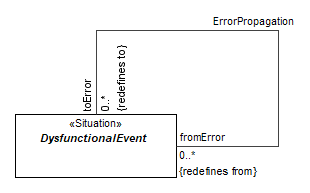 ErrorPropagation
toError
0..*
{redefines to}
«Situation»
DysfunctionalEvent
fromError
0..*
{redefines from}